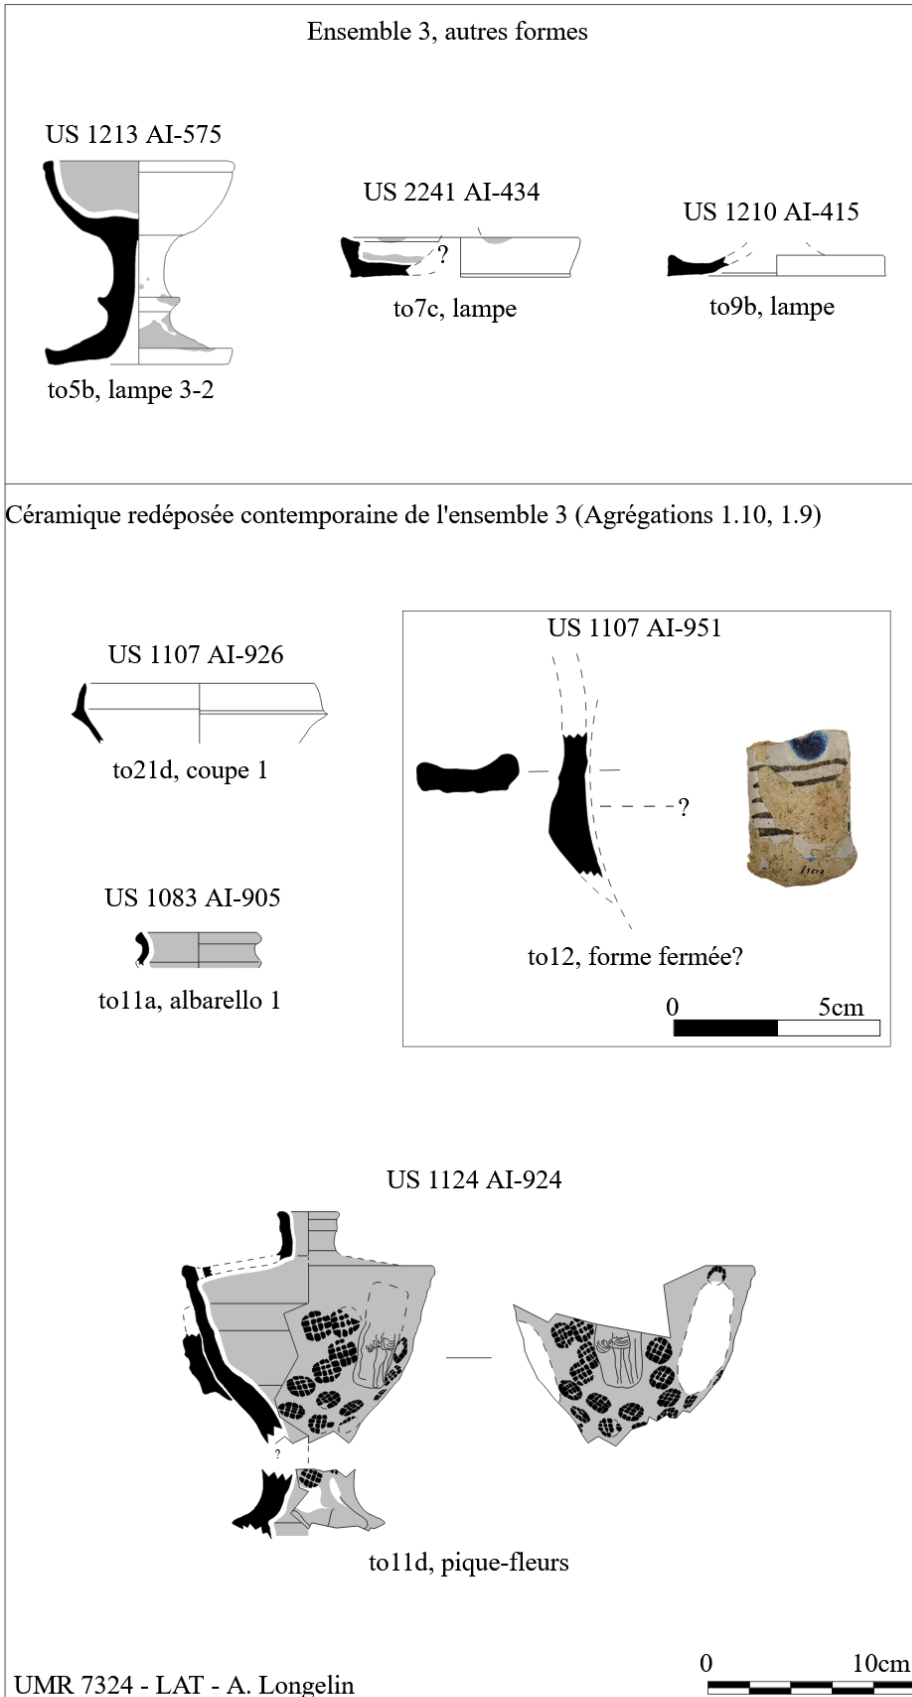 Ensemble 3, autres formes
US 1213 AI-575
US 2241 AI-434
US 1210 AI-415
?
to7c, lampe
to9b, lampe
to5b, lampe 3-2
Céramique redéposée contemporaine de l'ensemble 3 (Agrégations 1.10, 1.9)
US 1107 AI-951
US 1107 AI-926
to21d, coupe 1
?
US 1083 AI-905
to12, forme fermée?
to11a, albarello 1
0 5cm
US 1124 AI-924
?
to11d, pique-fleurs
0 10cm
UMR 7324 - LAT - A. Longelin